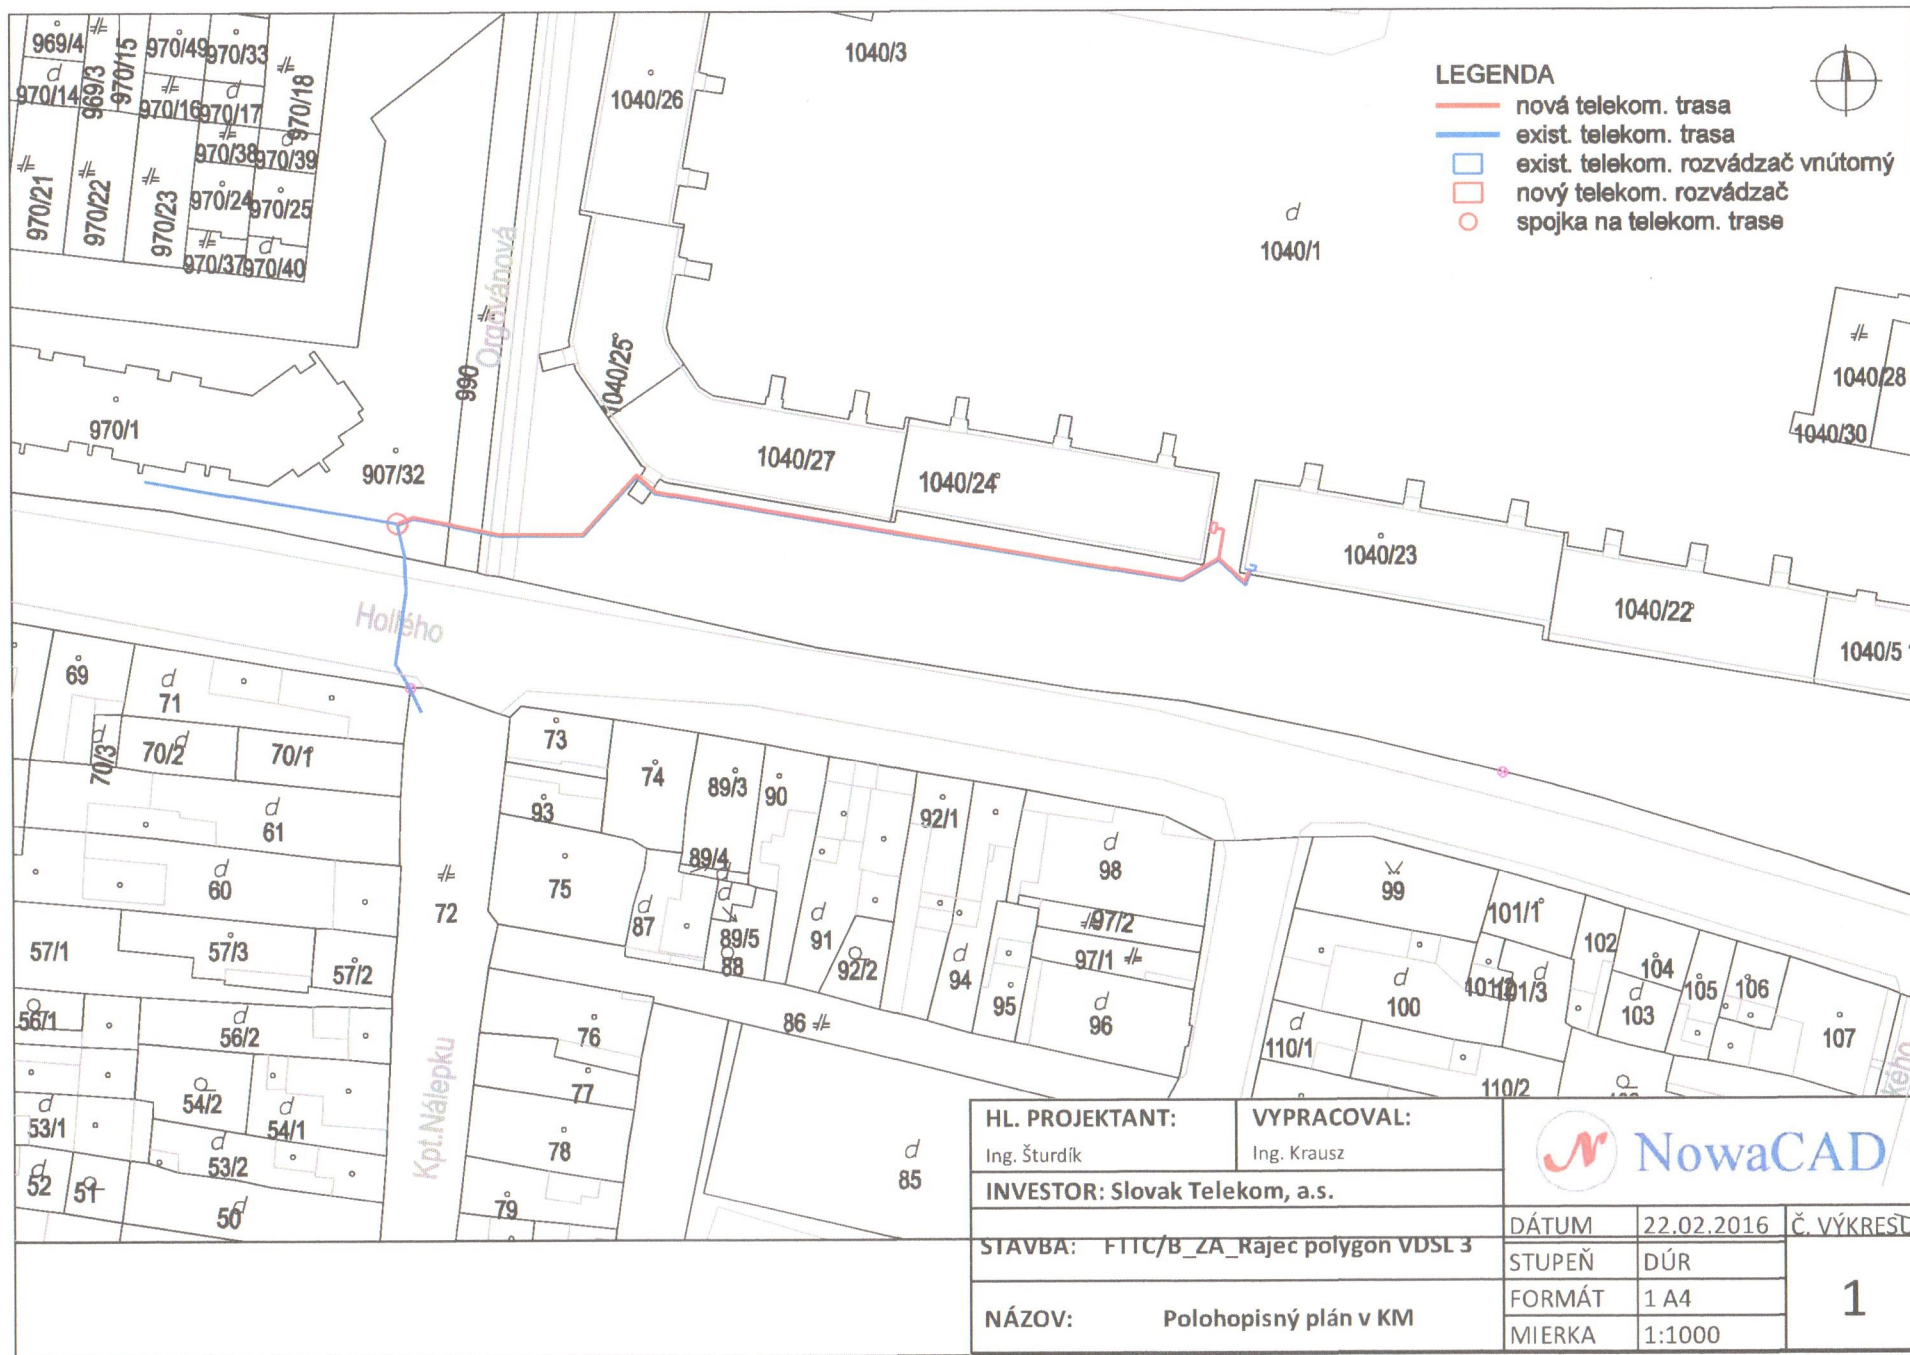 969/4
969/3
970/15
970/49
970/33
970/18
970/14
970/16
970/17
970/38
970/39
970/21
970/22
970/23
970/24
970/25
970/37
970/40
1040/26
1040/3
LEGENDA
nová telekom. trasa
exist. telekom. trasa
exist. telekom. rozvádzač vnútorný
nový telekom. rozvádzač
spojka na telekom. trase
d
1040/1
Orgovánová
990
1040/25
1040/28
1040/30
970/1
907/32
1040/27
1040/24
1040/23
1040/22
1040/5
Hollého
69
d
71
70/3
70/2
70/1
73
74
89/3
90
93
92/1
d
61
89/4
d
98
d
60
72
75
d
87
89/5
88
d
91
92/2
97/2
97/1
99
101/1
102
104
105
106
57/1
57/3
57/2
d
94
95
d
96
d
100
101/2
101/3
d
103
107
56/1
d
56/2
76
86
d
110/1
110/2
77
Kpt.Nálepku
54/2
d
54/1
d
53/1
d
53/2
78
d
85
d
52
51
50
79
HL. PROJEKTANT:
Ing. Šturdík
VYPRACOVAL:
Ing. Krausz
NowaCAD
INVESTOR: Slovak Telekom, a.s.
STAVBA: FTTC/B_ZA_Rajec polygon VDSL 3
NÁZOV: Polohopisný plán v KM
DÁTUM 22.02.2016
STUPEŇ DÚR
FORMÁT 1 A4
MIERKA 1:1000
Č. VÝKRESU
1